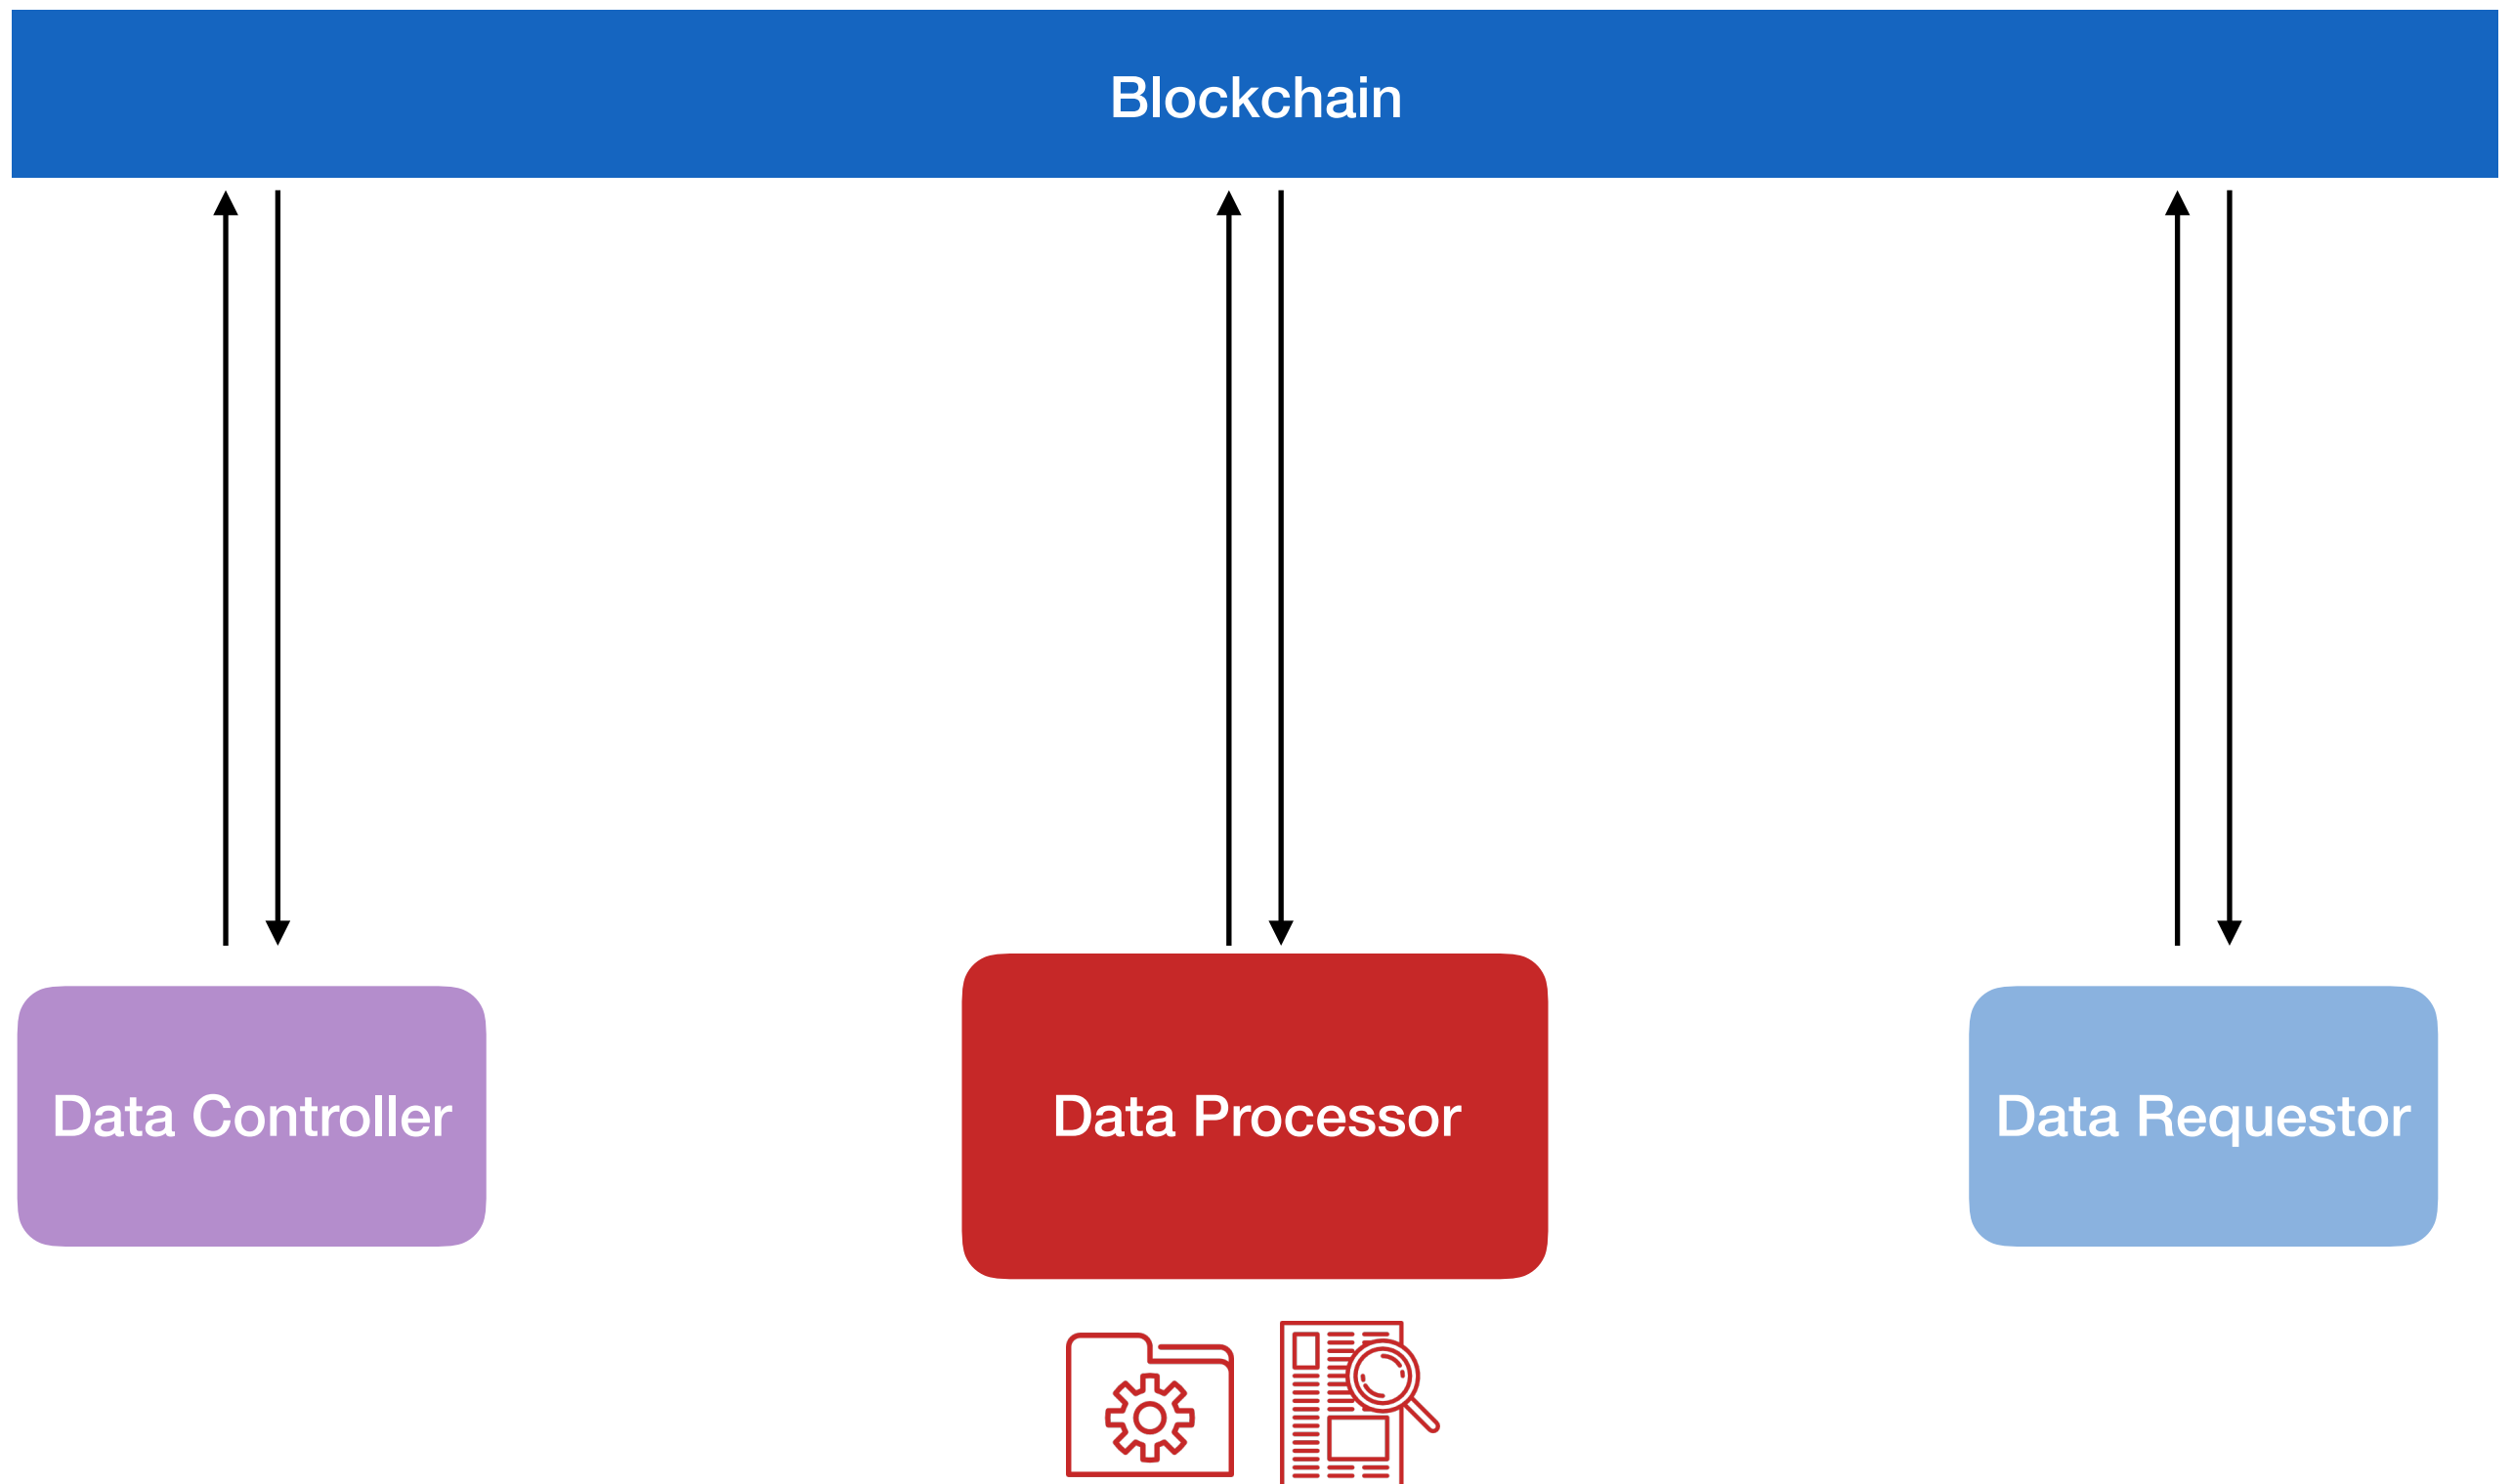 Blockchain
Data Controller
Data Processor
Data Requestor